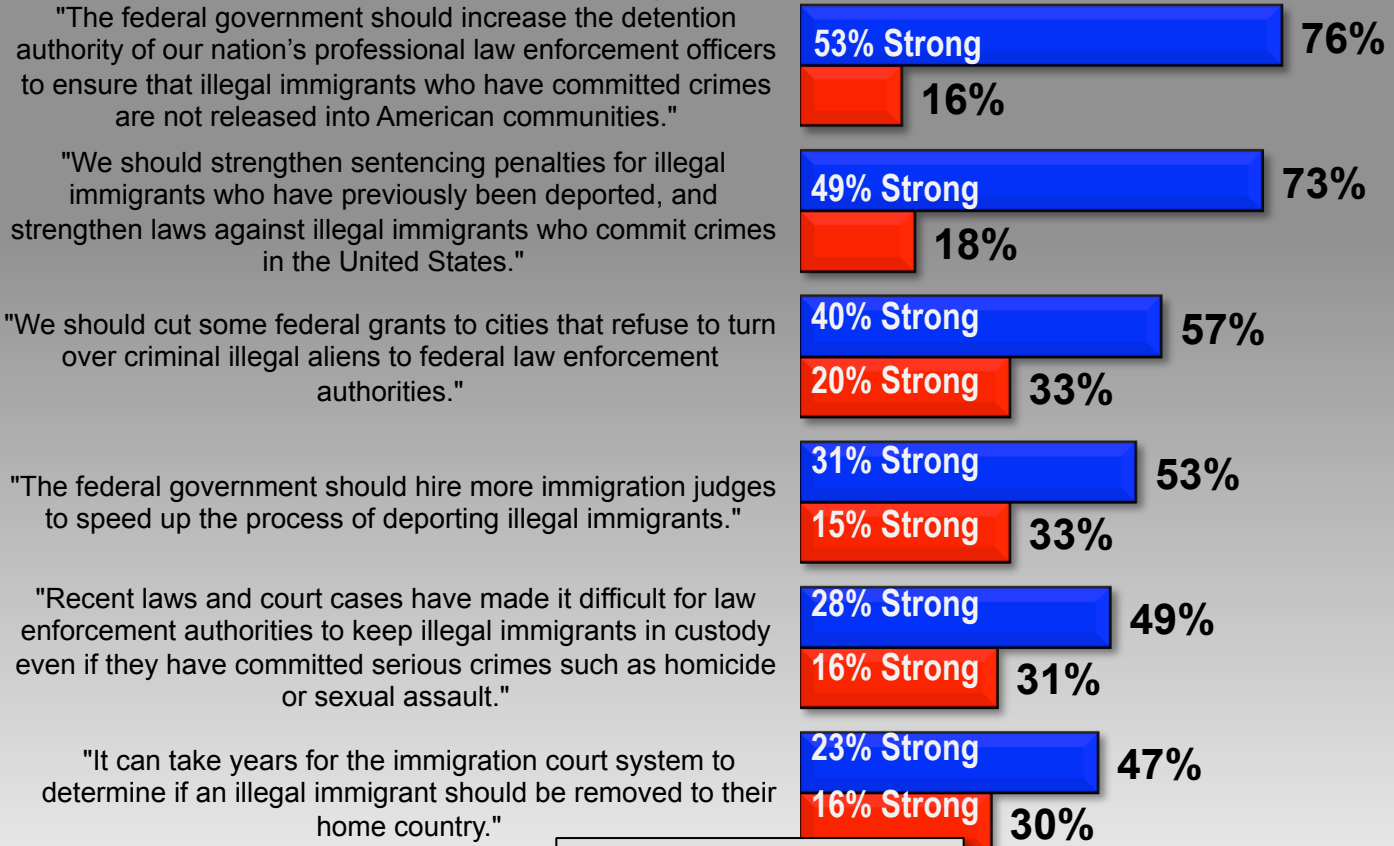 "The federal government should increase the detention
authority of our nation’s professional law enforcement officers
to ensure that illegal immigrants who have committed crimes
are not released into American communities."
53% Strong
76%
16%
"We should strengthen sentencing penalties for illegal
immigrants who have previously been deported, and
strengthen laws against illegal immigrants who commit crimes
in the United States."
49% Strong
73%
18%
"We should cut some federal grants to cities that refuse to turn
over criminal illegal aliens to federal law enforcement
authorities."
40% Strong
57%
20% Strong
33%
"The federal government should hire more immigration judges
to speed up the process of deporting illegal immigrants."
31% Strong
53%
15% Strong
33%
"Recent laws and court cases have made it difficult for law
enforcement authorities to keep illegal immigrants in custody
even if they have committed serious crimes such as homicide
or sexual assault."
28% Strong
49%
16% Strong
31%
"It can take years for the immigration court system to
determine if an illegal immigrant should be removed to their
home country."
23% Strong
47%
16% Strong
30%